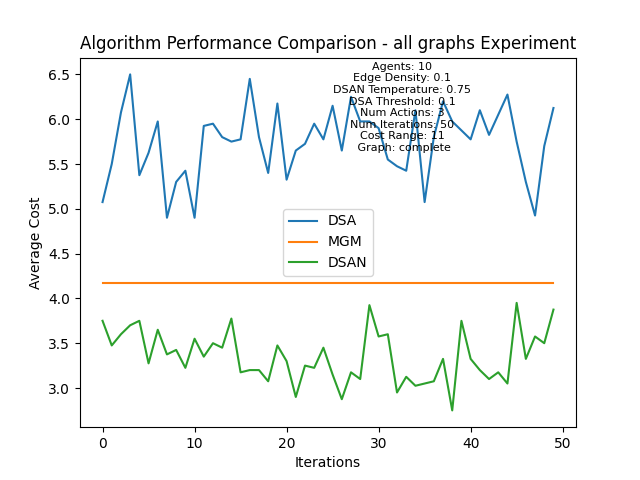 Algorithm Performance Comparison - all graphs Experiment
Agents: 10
Edge Density: 0.1
DSAN Temperature: 0.75
DSA Threshold: 0.1
Num Actions: 3
Num Iterations: 50
Cost Range: 11
Graph: complete
6.5
6.0
5.5
5.0
4.5
4.0
3.5
3.0
Average Cost
DSA
MGM
DSAN
0
10
20
30
40
50
Iterations